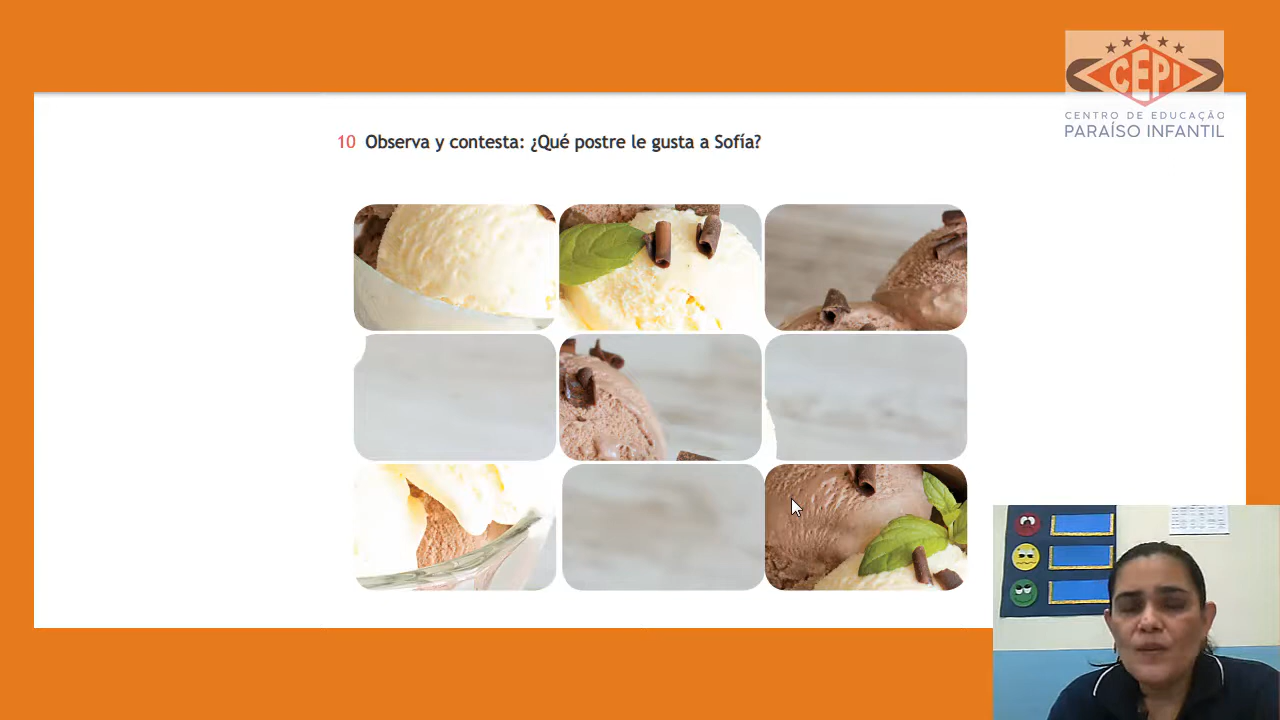 CEPI
CENTRO DE EDUCAÇÃO
PARAÍSO INFANTIL
10 Observa y contesta: ¿Qué postre le gusta a Sofía?